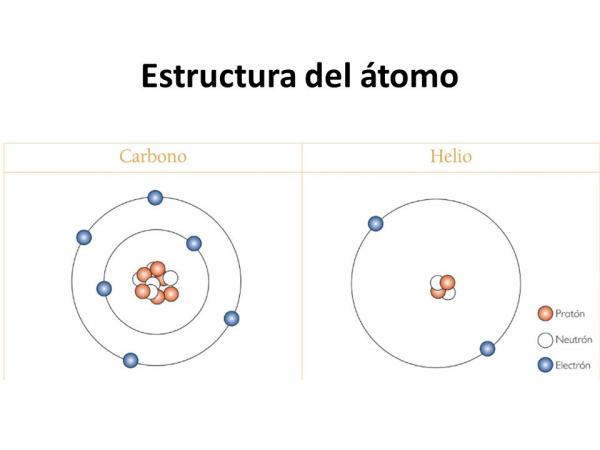 Estructura del átomo
Carbono
Helio
Protón
Neutrón
Electrón